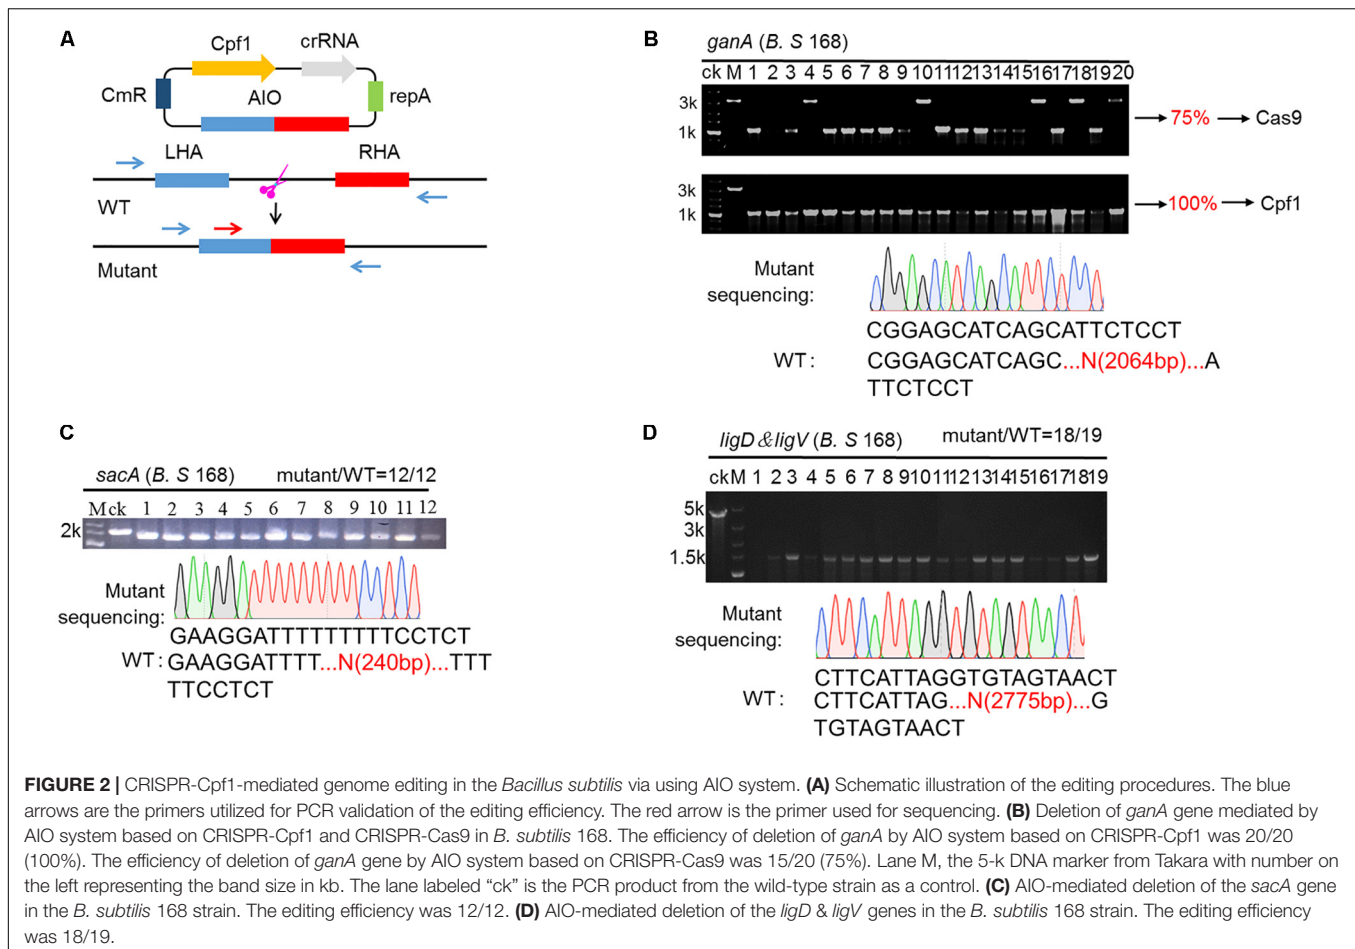 A
Cpf1
crRNA
CmR
AIO
repA
LHA
RHA
WT
Mutant
B
ganA (B. S 168)
ck M 1 2 3 4 5 6 7 8 9 10 11 12 13 14 15 16 17 18 19 20
3k
1k
75%
Cas9
3k
1k
100%
Cpf1
Mutant
sequencing:
CGGAGCATCAGCATTCTCCT
WT: CGGAGCATCAGC...N(2064bp)...A
TTCTCCT
C
sacA (B. S 168) mutant/WT=12/12
M ck 1 2 3 4 5 6 7 8 9 10 11 12
2k
Mutant
sequencing:
GAAGGATTTTTTTTTCCTCT
WT: GAAGGATTTT...N(240bp)...TTT
TTCCTCT
D
ligD & ligV (B. S 168) mutant/WT=18/19
ck M 1 2 3 4 5 6 7 8 9 10 11 12 13 14 15 16 17 18 19
5k
3k
1.5k
Mutant
sequencing:
CTTCATTAGGTGTAGTAACT
WT: CTTCATTAG...N(2775bp)...G
TGTAGTAACT
FIGURE 2 | CRISPR-Cpf1-mediated genome editing in the Bacillus subtilis via using AIO system. (A) Schematic illustration of the editing procedures. The blue
arrows are the primers utilized for PCR validation of the editing efficiency. The red arrow is the primer used for sequencing. (B) Deletion of ganA gene mediated by
AIO system based on CRISPR-Cpf1 and CRISPR-Cas9 in B. subtilis 168. The efficiency of deletion of ganA by AIO system based on CRISPR-Cpf1 was 20/20
(100%). The efficiency of deletion of ganA gene by AIO system based on CRISPR-Cas9 was 15/20 (75%). Lane M, the 5-k DNA marker from Takara with number on
the left representing the band size in kb. The lane labeled “ck” is the PCR product from the wild-type strain as a control. (C) AIO-mediated deletion of the sacA gene
in the B. subtilis 168 strain. The editing efficiency was 12/12. (D) AIO-mediated deletion of the ligD & ligV genes in the B. subtilis 168 strain. The editing efficiency
was 18/19.